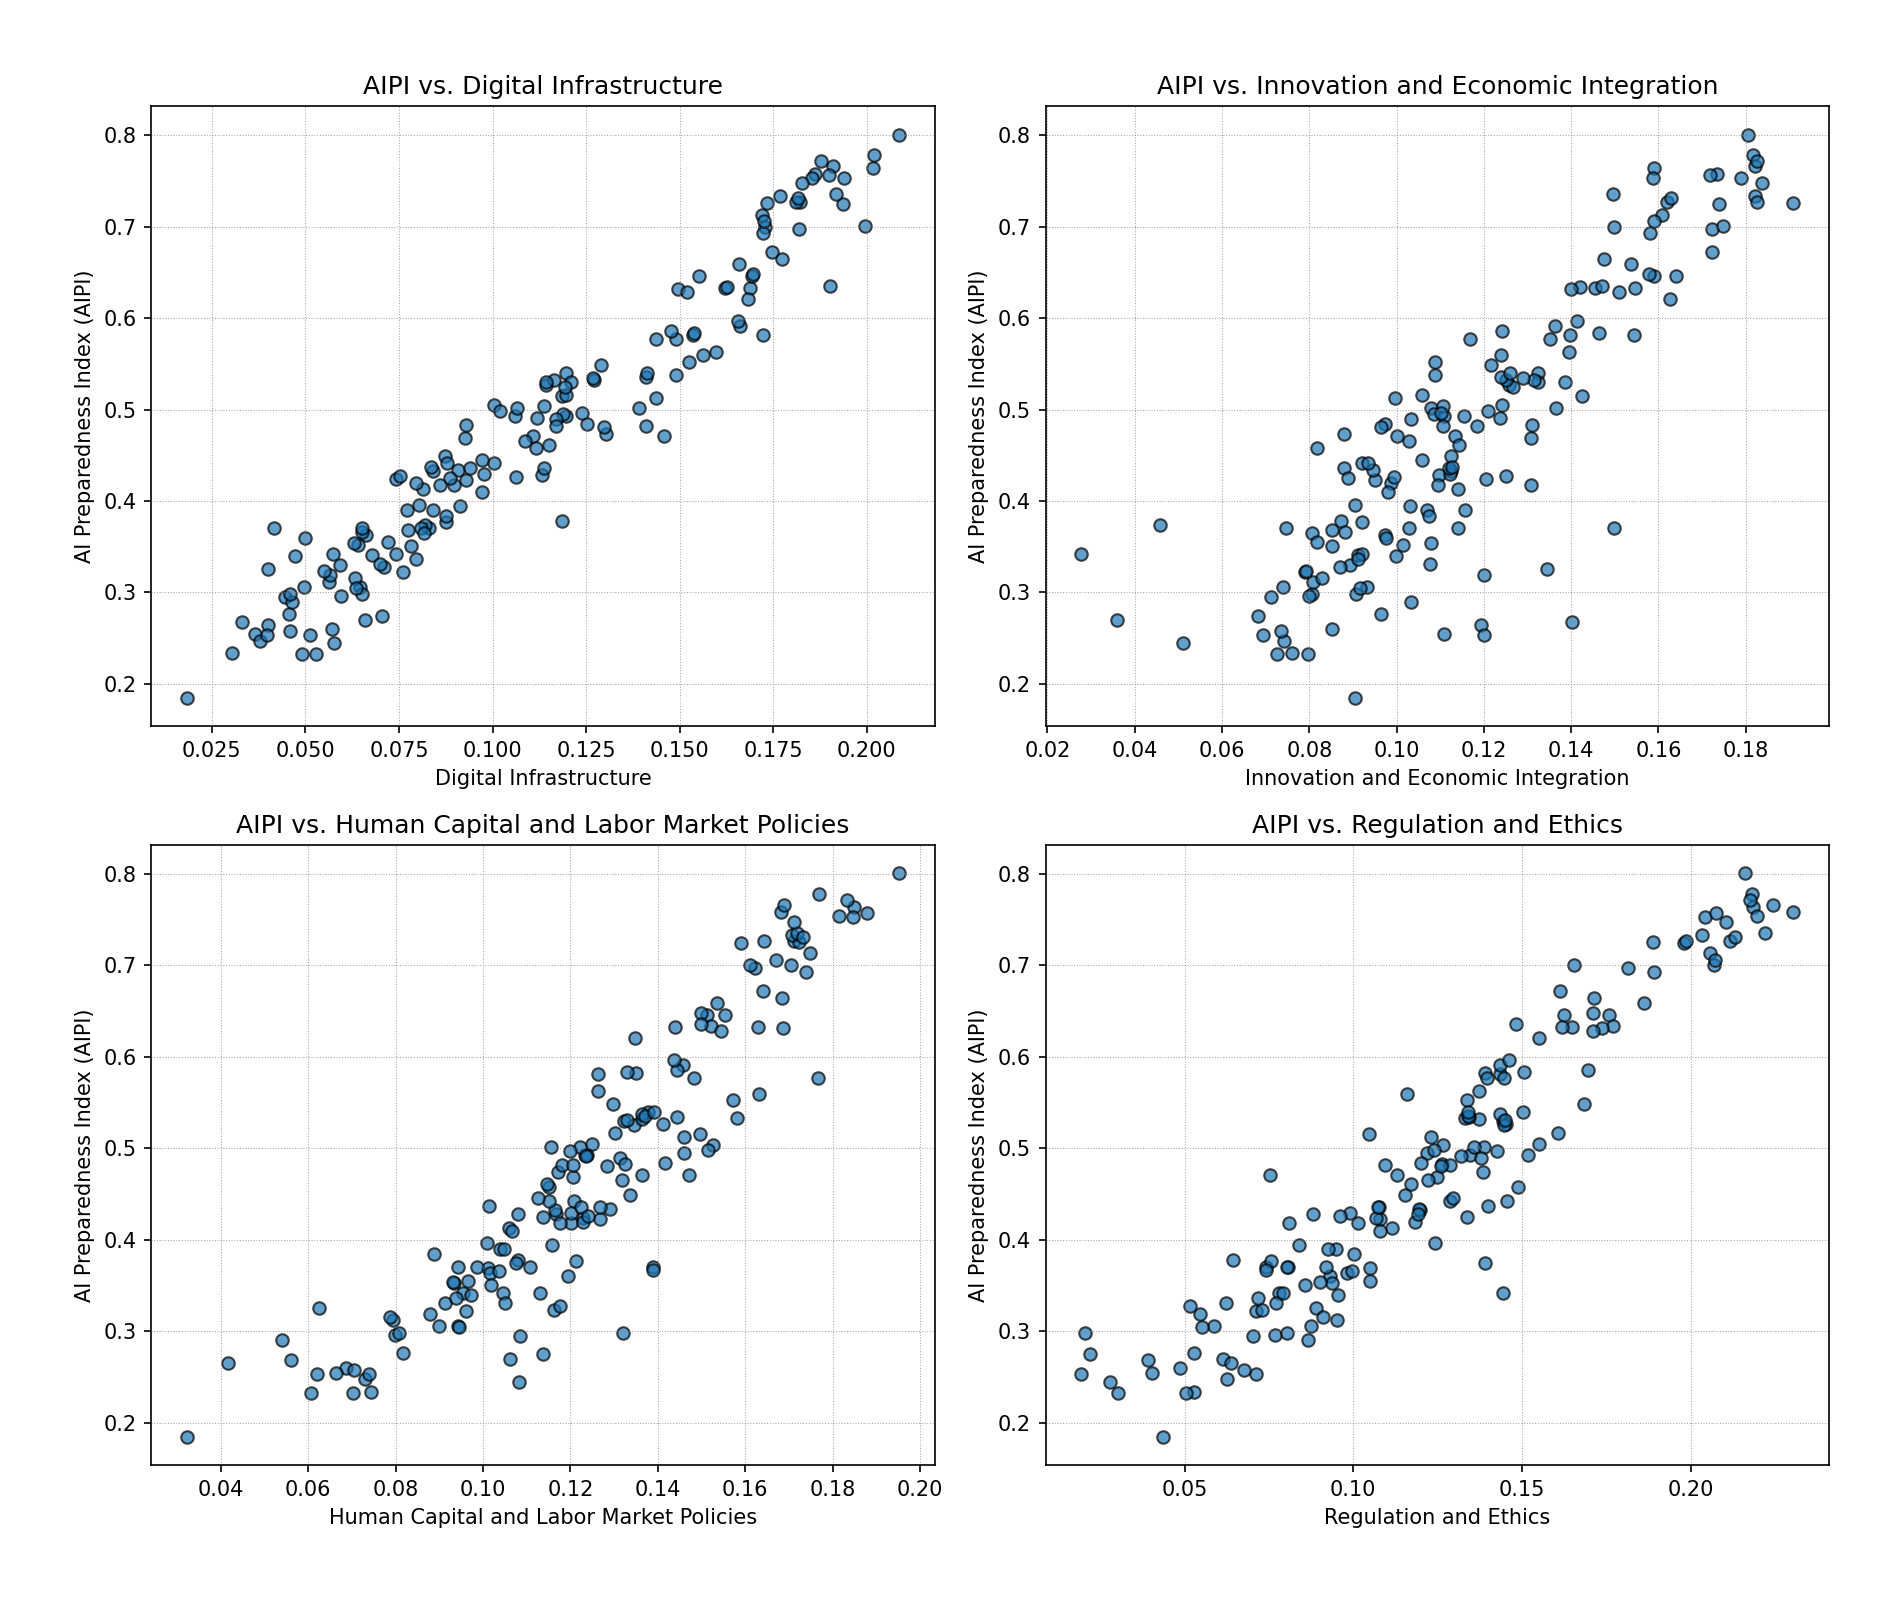 AIPI vs. Digital Infrastructure
0.8
0.7
0.6
0.5
0.4
0.3
0.2
AI Preparedness Index (AIPI)
0.025 0.050 0.075 0.100 0.125 0.150 0.175 0.200
Digital Infrastructure
AIPI vs. Innovation and Economic Integration
0.8
0.7
0.6
0.5
0.4
0.3
0.2
AI Preparedness Index (AIPI)
0.02 0.04 0.06 0.08 0.10 0.12 0.14 0.16 0.18
Innovation and Economic Integration
AIPI vs. Human Capital and Labor Market Policies
0.8
0.7
0.6
0.5
0.4
0.3
0.2
AI Preparedness Index (AIPI)
0.04 0.06 0.08 0.10 0.12 0.14 0.16 0.18 0.20
Human Capital and Labor Market Policies
AIPI vs. Regulation and Ethics
0.8
0.7
0.6
0.5
0.4
0.3
0.2
AI Preparedness Index (AIPI)
0.05 0.10 0.15 0.20
Regulation and Ethics